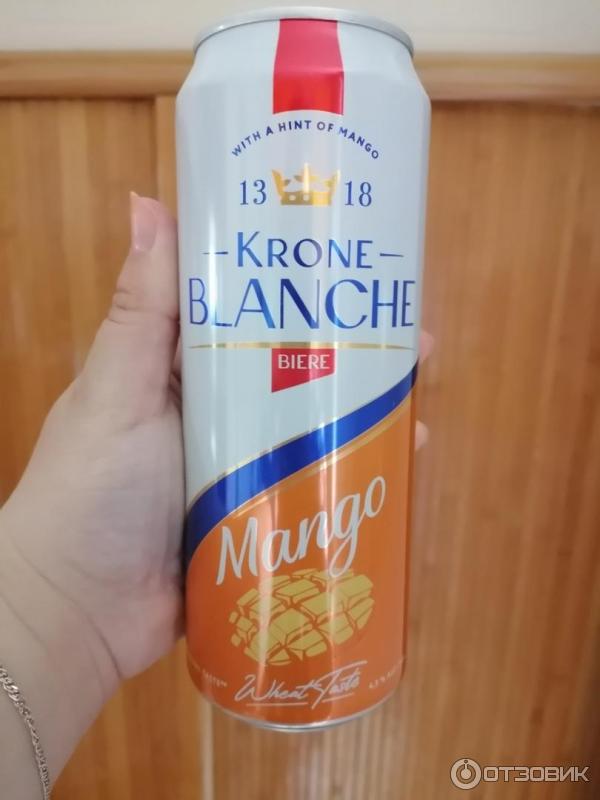 WITH A HINT OF MANGO
13 18
KRONE
BLANCHE
BIERE
Mango
Wheat Taste
ОТЗОВИК